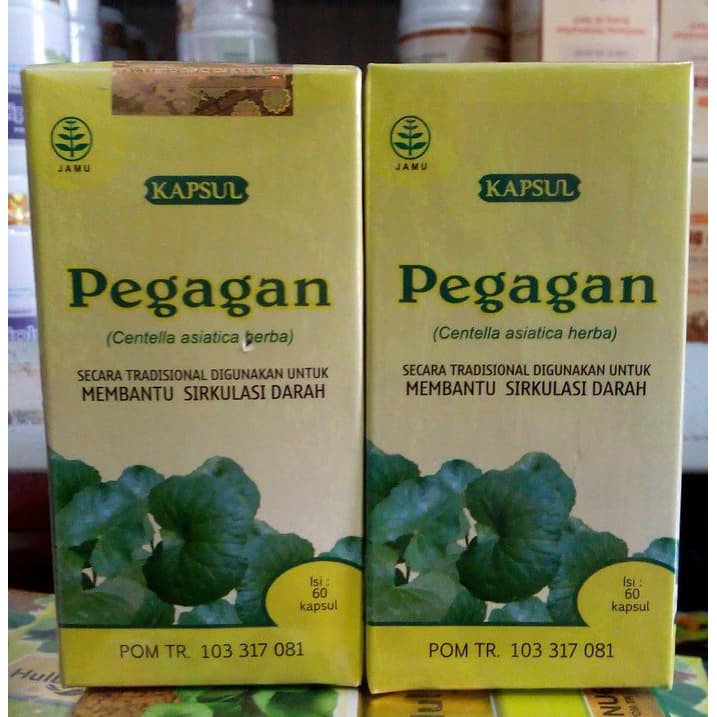 JAMU
KAPSUL
Pegagan
(Centella asiatica herba)
SECARA TRADISIONAL DIGUNAKAN UNTUK
MEMBANTU SIRKULASI DARAH
Isi :
60
kapsul
POM TR. 103 317 081
JAMU
KAPSUL
Pegagan
(Centella asiatica herba)
SECARA TRADISIONAL DIGUNAKAN UNTUK
MEMBANTU SIRKULASI DARAH
Isi :
60
kapsul
POM TR. 103 317 081